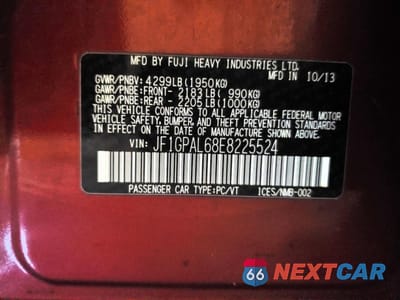 MFD BY FUJI HEAVY INDUSTRIES LTD.
IN 10/13
GVWR/PNBV: 4299LB(1950KG)
GAWR/PNBE:FRONT- 2183LB( 990KG)
GAWR/PNBE:REAR - 2205LB(1000KG)
THIS VEHICLE CONFORMS TO ALL APPLICABLE
U.S. FEDERAL AND CANADA MOTOR VEHICLE
SAFETY, BUMPER, AND THEFT
PREVENTION STANDARDS IN EFFECT ON THE
DATE OF MANUFACTURE SHOWN ABOVE.
VIN: JF1GPAL68E8225524
PASSENGER CAR TYPE:PC/VT ICES/NMB-002
66 NEXTCAR